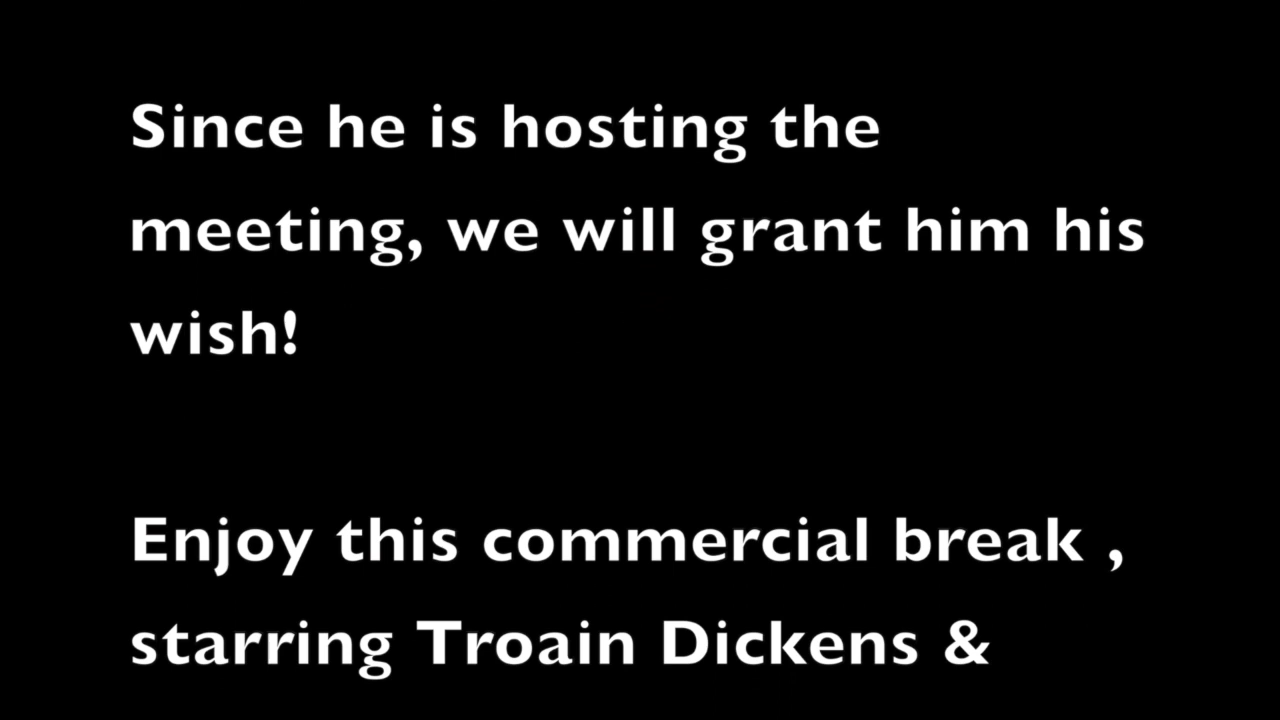 Since he is hosting the
meeting, we will grant him his
wish!
Enjoy this commercial break ,
starring Troain Dickens &